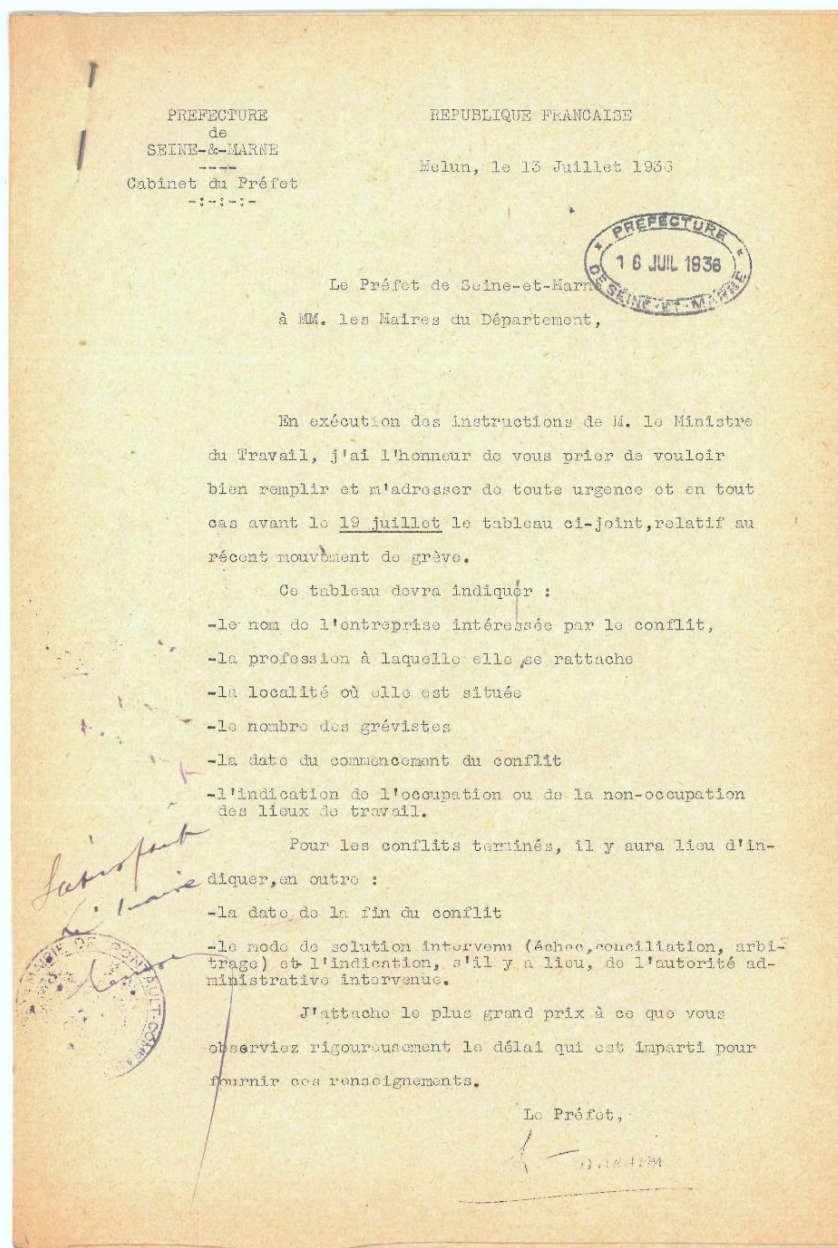 PREFECTURE
de
SEINE-&-MARNE
----
Cabinet du Préfet
-:-:-:-
REPUBLIQUE FRANCAISE
Melun, le 13 Juillet 1936
* PREFECTURE *
16 JUIL 1936
DE SEINE-ET-MARNE
Le Préfet de Seine-et-Marne
à MM. les Maires du Département,
En exécution des instructions de M. le Ministre
du Travail, j'ai l'honneur de vous prier de vouloir
bien remplir et m'adresser de toute urgence et en tout
cas avant le 19 juillet le tableau ci-joint,relatif au
récent mouvement de grève.
Ce tableau devra indiquer :
-le nom de l'entreprise intéressée par le conflit,
-la profession à laquelle elle se rattache
-la localité où elle est située
-le nombre des grévistes
-la date du commencement du conflit
-l'indication de l'occupation ou de la non-occupation
des lieux de travail.
Pour les conflits terminés, il y aura lieu d'in-
diquer,en outre :
-la date de la fin du conflit
-le mode de solution intervenu (échec,conciliation, arbi-
trage) et l'indication, s'il y a lieu, de l'autorité ad-
ministrative intervenue.
J'attache le plus grand prix à ce que vous
observiez rigoureusement le délai qui est imparti pour
fournir ces renseignements.
Le Préfet,
MAIRIE DE PONTAULT-COMBAULT